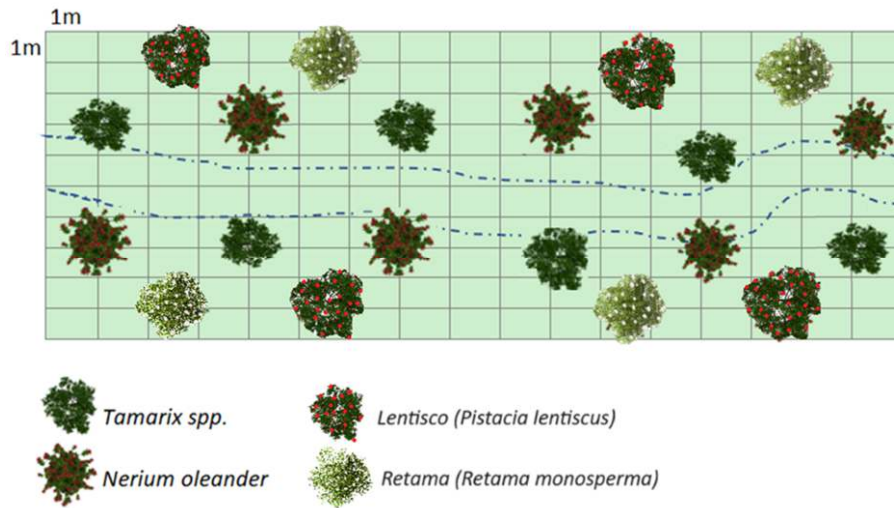 1m
1m
Tamarix spp.
Lentisco (Pistacia lentiscus)
Nerium oleander
Retama (Retama monosperma)